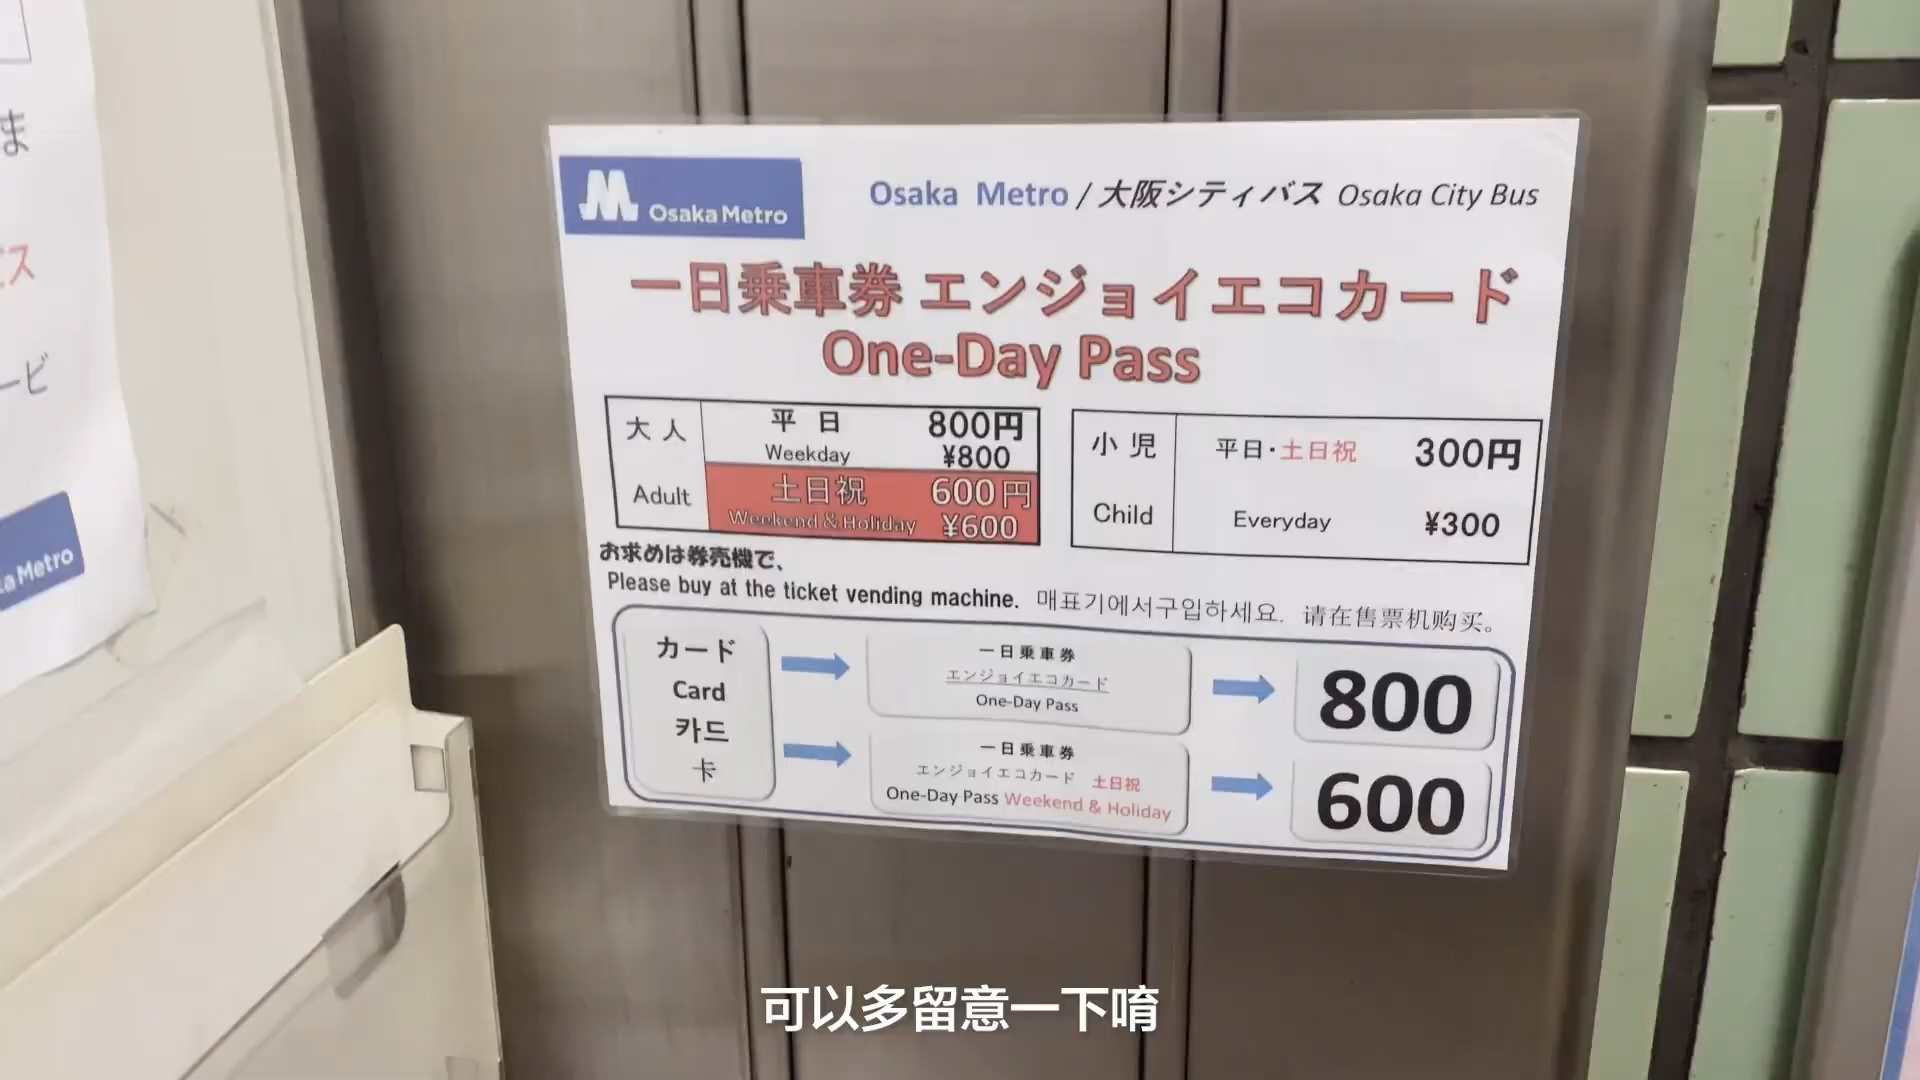 ま
ス
ービ
a Metro
Osaka Metro
Osaka Metro / 大阪シティバス Osaka City Bus
一日乗車券 エンジョイエコカード
One-Day Pass
大人 平日 800円
Weekday ¥800
Adult 土日祝 600円
Weekend & Holiday ¥600
小児 平日・土日祝 300円
Child Everyday ¥300
お求めは券売機で、
Please buy at the ticket vending machine. 매표기에서구입하세요. 请在售票机购买。
カード
Card
카드
卡
一日乗車券
エンジョイエコカード
One-Day Pass
800
一日乗車券
エンジョイエコカード 土日祝
One-Day Pass Weekend & Holiday
600
可以多留意一下唷